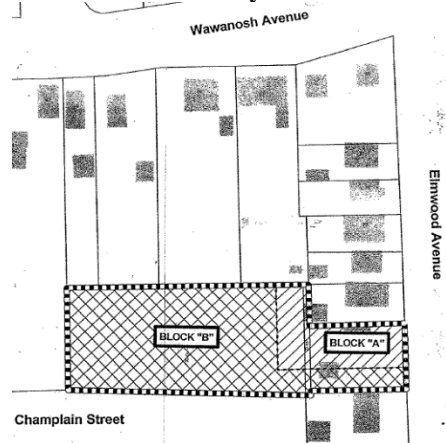 Wawanosh Avenue
Elmwood Avenue
BLOCK "B"
BLOCK "A"
Champlain Street